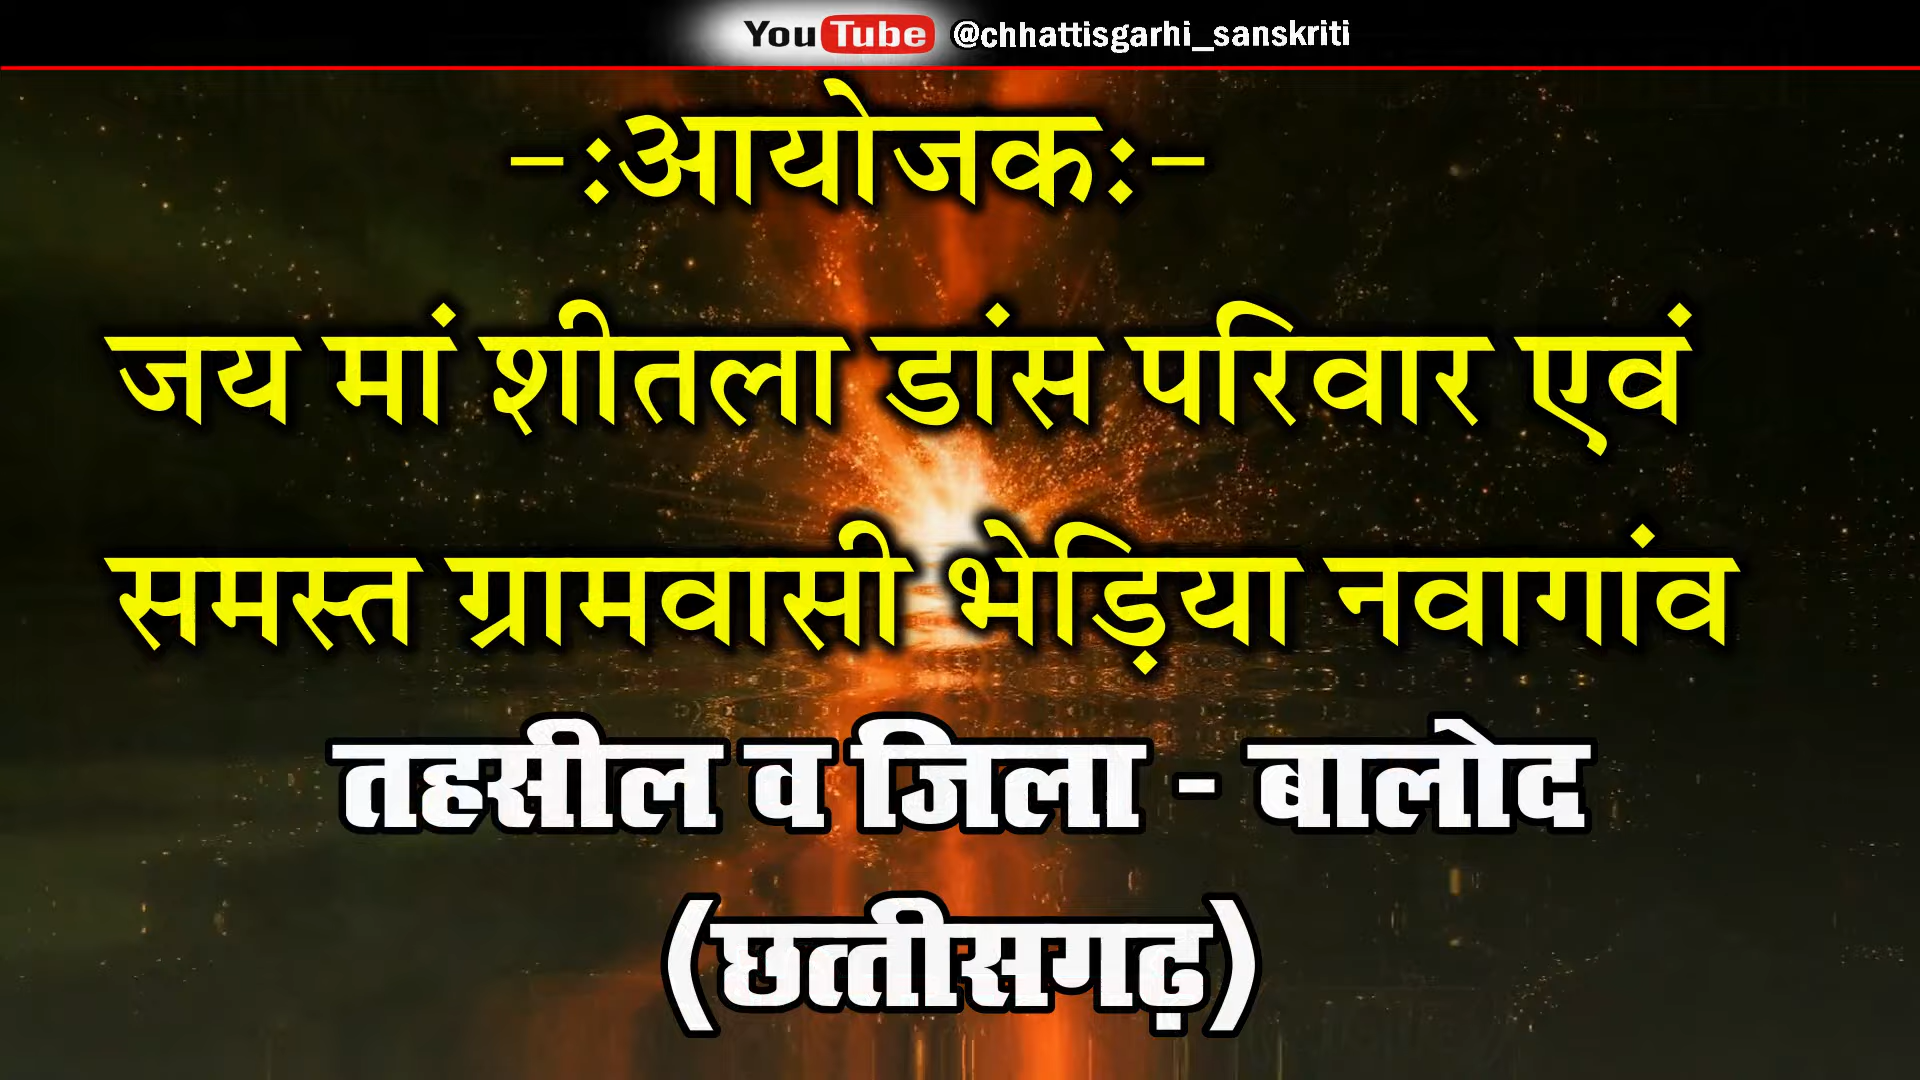 YouTube @chhattisgarhi_sanskriti
-:आयोजक:-
जय मां शीतला डांस परिवार एवं
समस्त ग्रामवासी भेड़िया नवागांव
तहसील व जिला - बालोद
(छत्तीसगढ़)